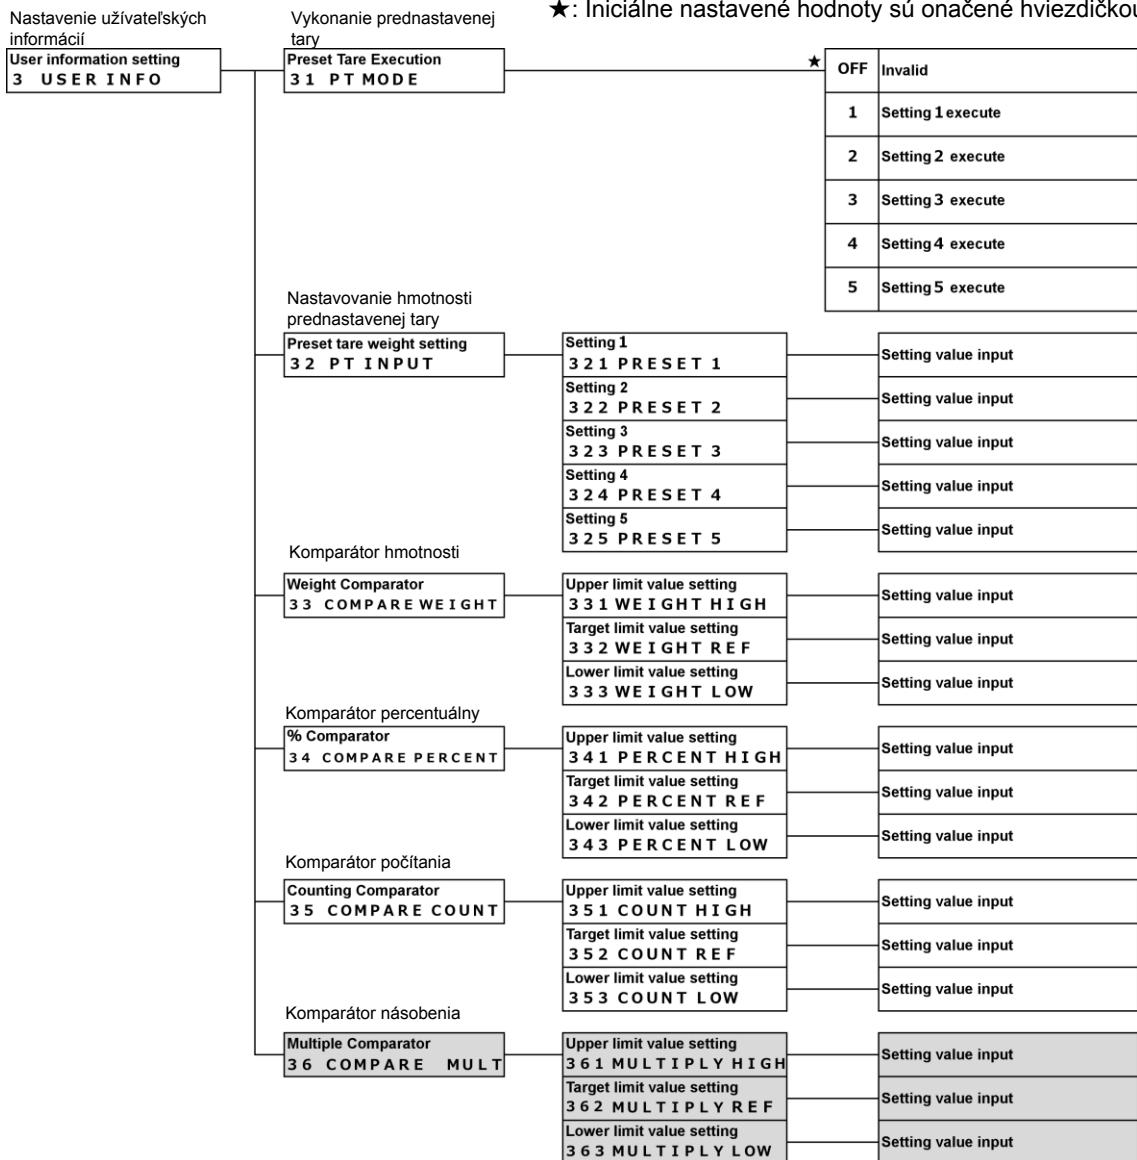 Nastavenie užívateľských
informácií
Vykonanie prednastavenej
tary
★: Iniciálne nastavené hodnoty sú onačené hviezdičkou
User information setting
3 USER INFO
Preset Tare Execution
31 PT MODE
★
OFF Invalid
1 Setting 1 execute
2 Setting 2 execute
3 Setting 3 execute
4 Setting 4 execute
5 Setting 5 execute
Nastavovanie hmotnosti
prednastavenej tary
Preset tare weight setting
32 PT INPUT
Setting 1
321 PRESET 1
Setting value input
Setting 2
322 PRESET 2
Setting value input
Setting 3
323 PRESET 3
Setting value input
Setting 4
324 PRESET 4
Setting value input
Setting 5
325 PRESET 5
Setting value input
Komparátor hmotnosti
Weight Comparator
33 COMPARE WEIGHT
Upper limit value setting
331 WEIGHT HIGH
Setting value input
Target limit value setting
332 WEIGHT REF
Setting value input
Lower limit value setting
333 WEIGHT LOW
Setting value input
Komparátor percentuálny
% Comparator
34 COMPARE PERCENT
Upper limit value setting
341 PERCENT HIGH
Setting value input
Target limit value setting
342 PERCENT REF
Setting value input
Lower limit value setting
343 PERCENT LOW
Setting value input
Komparátor počítania
Counting Comparator
35 COMPARE COUNT
Upper limit value setting
351 COUNT HIGH
Setting value input
Target limit value setting
352 COUNT REF
Setting value input
Lower limit value setting
353 COUNT LOW
Setting value input
Komparátor násobenia
Multiple Comparator
36 COMPARE MULT
Upper limit value setting
361 MULTIPLY HIGH
Setting value input
Target limit value setting
362 MULTIPLY REF
Setting value input
Lower limit value setting
363 MULTIPLY LOW
Setting value input